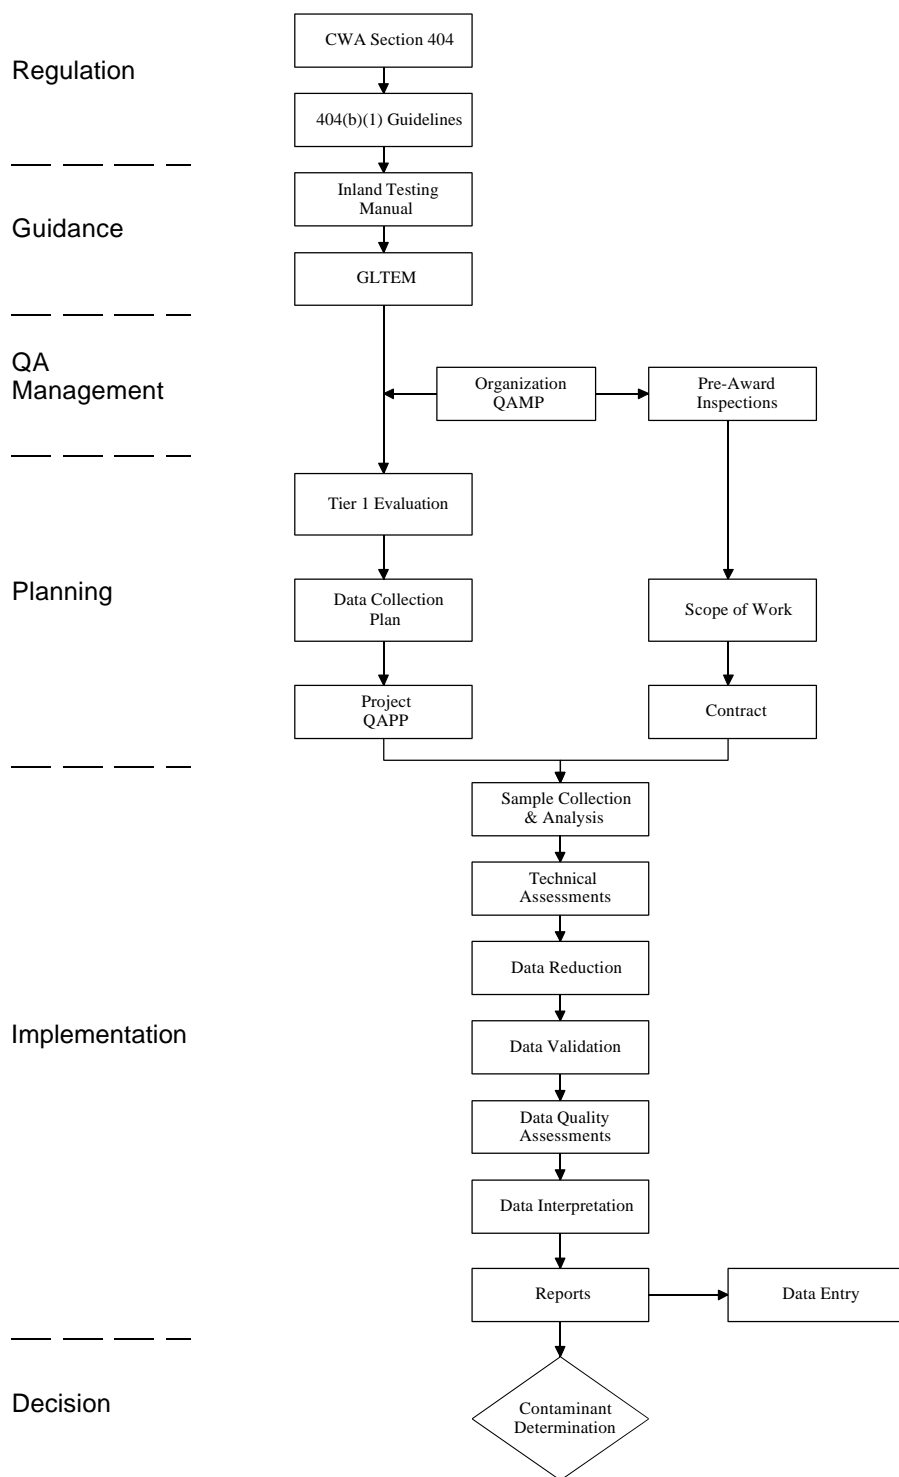 CWA Section 404
Regulation
404(b)(1) Guidelines
Inland Testing
Manual
Guidance
GLTEM
QA
Management
Organization
QAMP
Pre-Award
Inspections
Tier 1 Evaluation
Planning
Data Collection
Plan
Scope of Work
Project
QAPP
Contract
Sample Collection
& Analysis
Technical
Assessments
Data Reduction
Implementation
Data Validation
Data Quality
Assessments
Data Interpretation
Reports
Data Entry
Decision
Contaminant
Determination